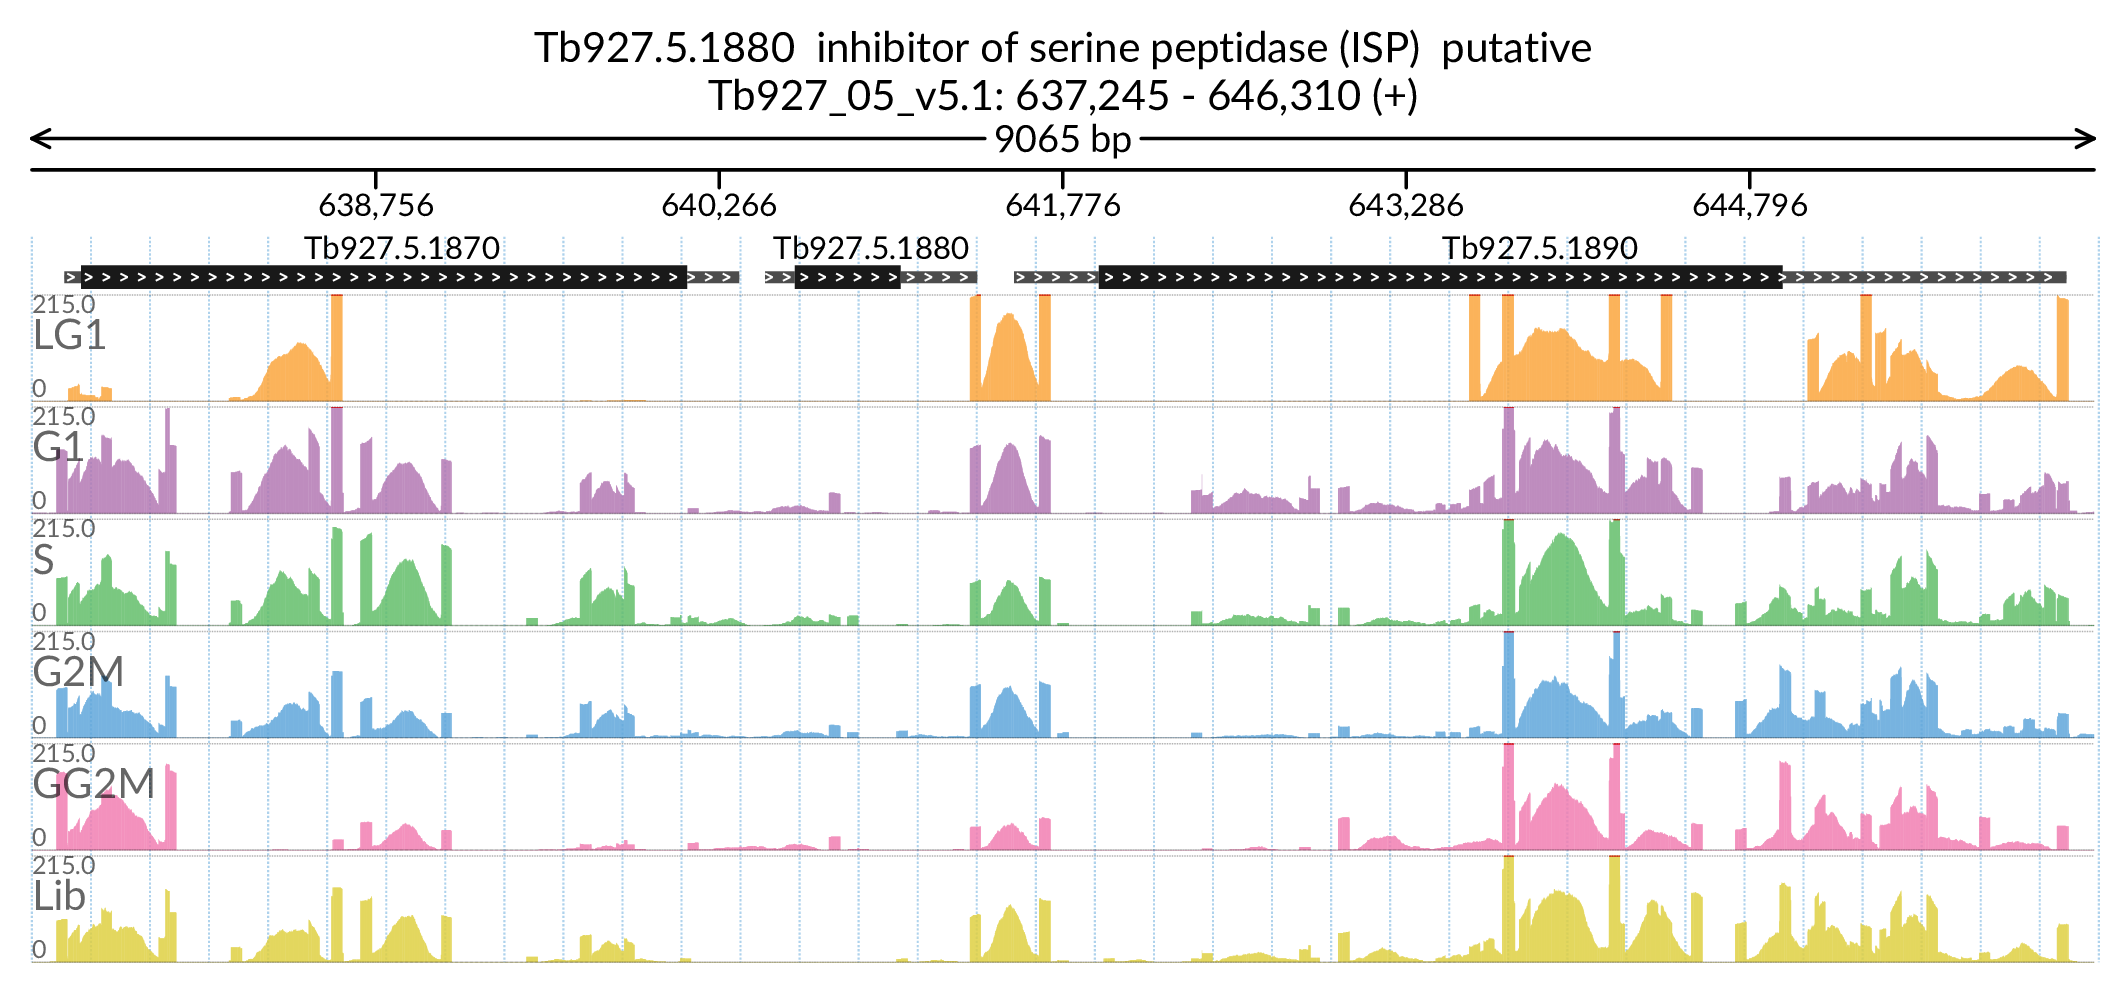 Tb927.5.1880  inhibitor of serine peptidase (ISP)  putative
Tb927_05_v5.1: 637,245 - 646,310 (+)
9065 bp
638,756 640,266 641,776 643,286 644,796
Tb927.5.1870 Tb927.5.1880 Tb927.5.1890
215.0
LG1
0
215.0
G1
0
215.0
S
0
215.0
G2M
0
215.0
GG2M
0
215.0
Lib
0